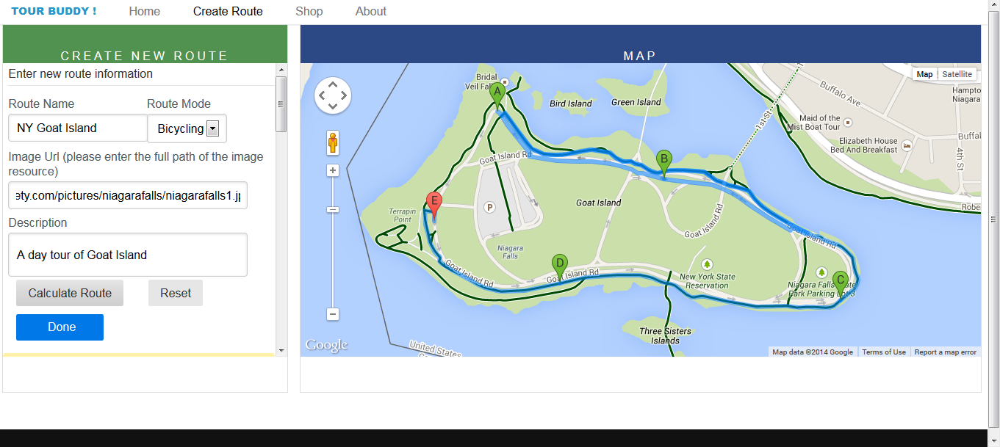 TOUR BUDDY !
Home
Create Route
Shop
About
CREATE NEW ROUTE
Enter new route information
Route Name
Route Mode
NY Goat Island
Bicycling
Image Url (please enter the full path of the image
resource)
ety.com/pictures/niagarafalls/niagarafalls1.j
Description
A day tour of Goat Island
Calculate Route
Reset
Done
MAP
Map
Satellite
Bridal
Veil Fall
A
Bird Island
Green Island
Buffalo Ave
Hampto
Niagara
1st St
Maid of the
Mist Boat Tour
Elizabeth House
Bed And Breakfast
Buffal
4th St
Robe
Goat Island Rd
B
E
P
Goat Island
Terrapin
Point
Goat Island Rd
Goat Island Rd
Niagara
Falls
D
Goat Island Rd
Goat Island Rd
New York State
Reservation
C
Niagara Falls State
Park Parking Lot 3
Three Sisters
Islands
United States
Google
Map data ©2014 Google
Terms of Use
Report a map error